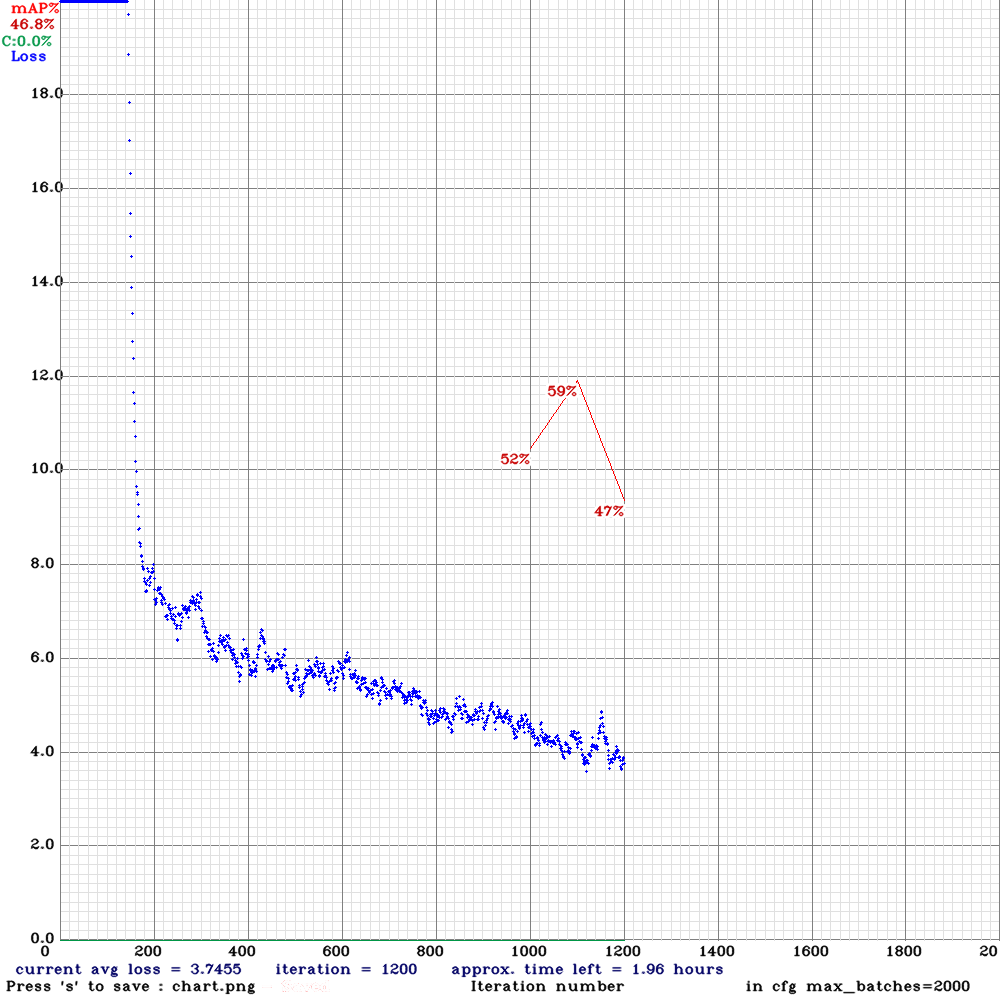 mAP%
46.8%
C:0.0%
Loss
18.0
16.0
14.0
12.0
59%
10.0
52%
47%
8.0
6.0
4.0
2.0
0.0
0 200 400 600 800 1000 1200 1400 1600 1800 20
current avg loss = 3.7455 iteration = 1200 approx. time left = 1.96 hours
Press 's' to save : chart.png Iteration number in cfg max_batches=2000